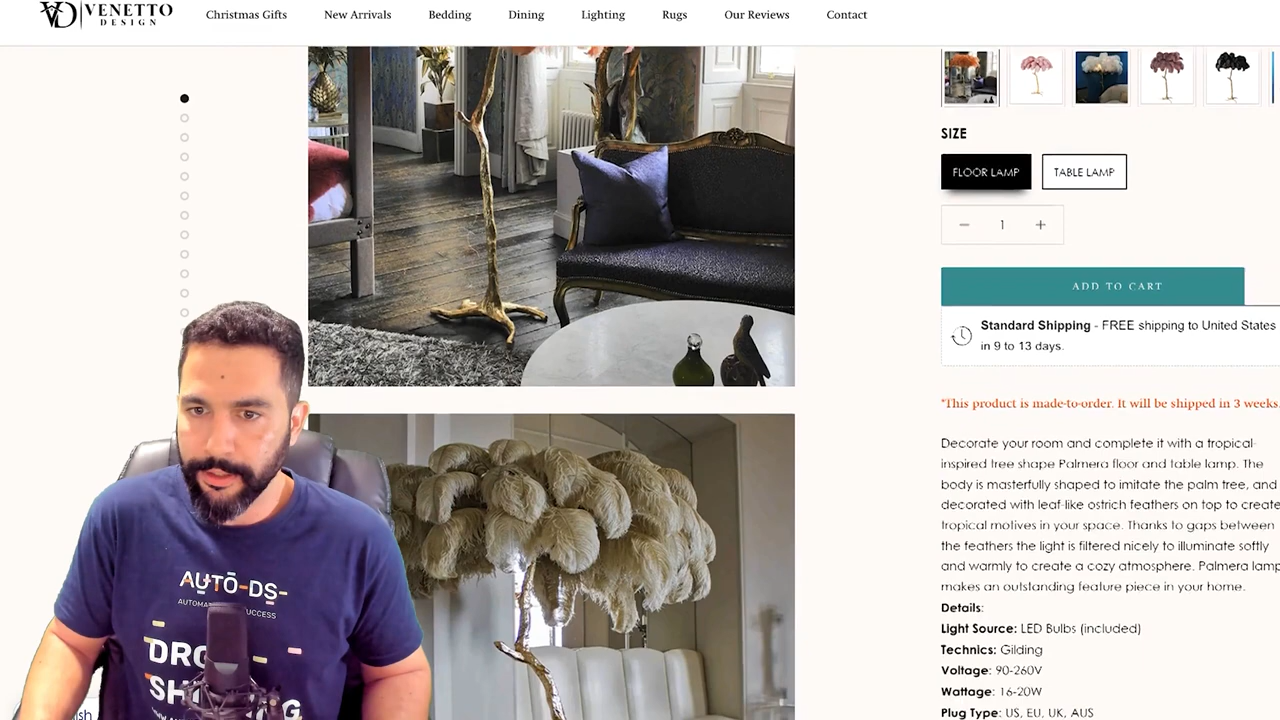 VD VENETTO
DESIGN
Christmas Gifts New Arrivals Bedding Dining Lighting Rugs Our Reviews Contact
SIZE
FLOOR LAMP TABLE LAMP
− 1 +
ADD TO CART
Standard Shipping - FREE shipping to United States
in 9 to 13 days.
*This product is made-to-order. It will be shipped in 3 weeks.
Decorate your room and complete it with a tropical-
inspired tree shape Palmera floor and table lamp. The
body is masterfully shaped to imitate the palm tree, and
decorated with leaf-like ostrich feathers on top to create
tropical motives in your space. Thanks to gaps between
the feathers the light is filtered nicely to illuminate softly
and warmly to create a cozy atmosphere. Palmera lamp
makes an outstanding feature piece in your home.
Details:
Light Source: LED Bulbs (included)
Technics: Gilding
Voltage: 90-260V
Wattage: 16-20W
Plug Type: US, EU, UK, AUS
AUTO-DS-